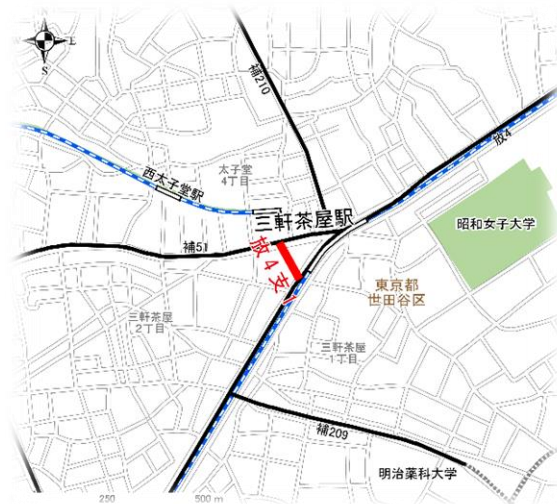 E
S
補210
放4
西太子堂駅
太子堂
4丁目
三軒茶屋駅
昭和女子大学
補51
放4支1
東京都
世田谷区
三軒茶屋
2丁目
三軒茶屋
1丁目
補209
明治薬科大学
250
500 m